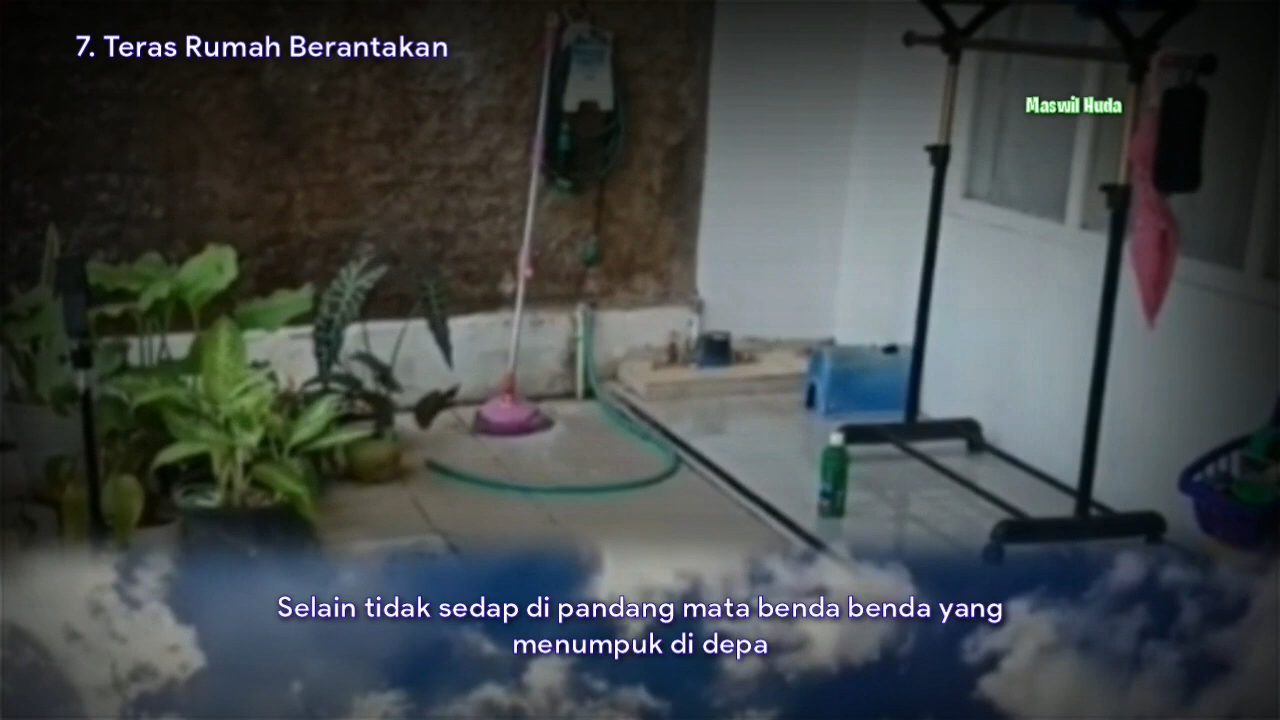 7. Teras Rumah Berantakan
Maswil Huda
Selain tidak sedap di pandang mata benda benda yang
menumpuk di depa